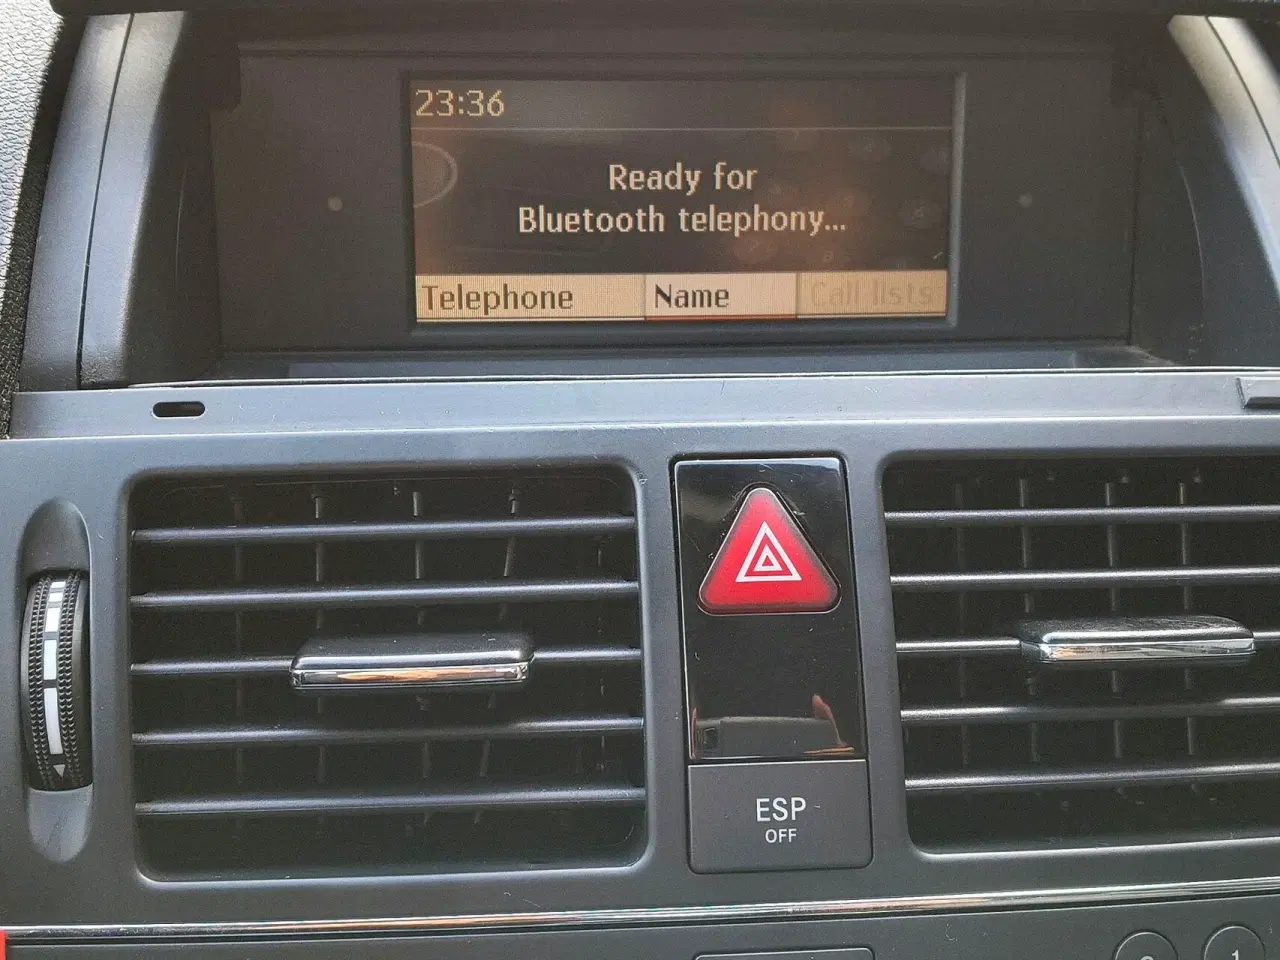 23:36
Ready for
Bluetooth telephony...
Telephone Name Call lists
ESP
OFF